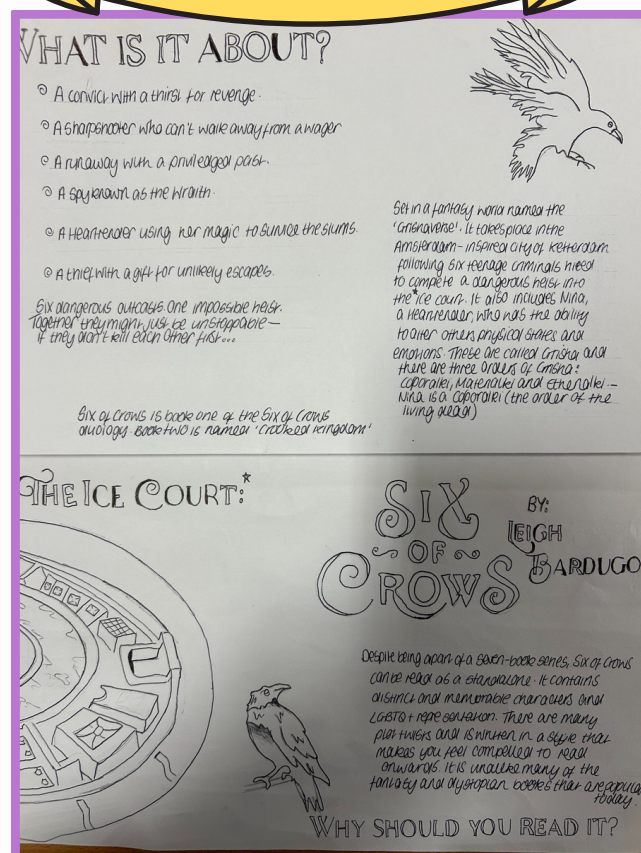 WHAT IS IT ABOUT?
A convict with a thirst for revenge.
A sharpshooter who can't walk away from a wager
A runaway with a priviledged past.
A spy known as the Wraith.
A Heartrender using her magic to survive the slums.
A thief with a gift for unlikely escapes.
Six dangerous outcasts. One impossible heist.
Together they might just be unstoppable —
if they don't kill each other first...
Six of Crows is book one of the Six of Crows
duology. Book two is named 'Crooked Kingdom'
Set in a fantasy world named the
'Grishaverse'. It takes place in the
Amsterdam-inspired city of Ketterdam
following six teenage criminals hired
to complete a dangerous heist into
the *ice court. It also includes Nina,
a Heartrender, who has the ability
to alter others physical states and
emotions. These are called Grisha and
there are three orders of Grisha:
Coporalki, Materialki and Etherialki –
Nina is a Coporalki (the order of the
living dead)
THE ICE COURT:*
SIX
OF
CROWS
BY:
LEIGH
BARDUGO
Despite being apart of a seven-book series, Six of Crows
can be read as a standalone. It contains
distinct and memorable characters and
LGBTQ+ representation. There are many
plot twists and is written in a style that
makes you feel compelled to read
onwards. It is unalike many of the
fantasy and dystopian books that are popular
today.
WHY SHOULD YOU READ IT?